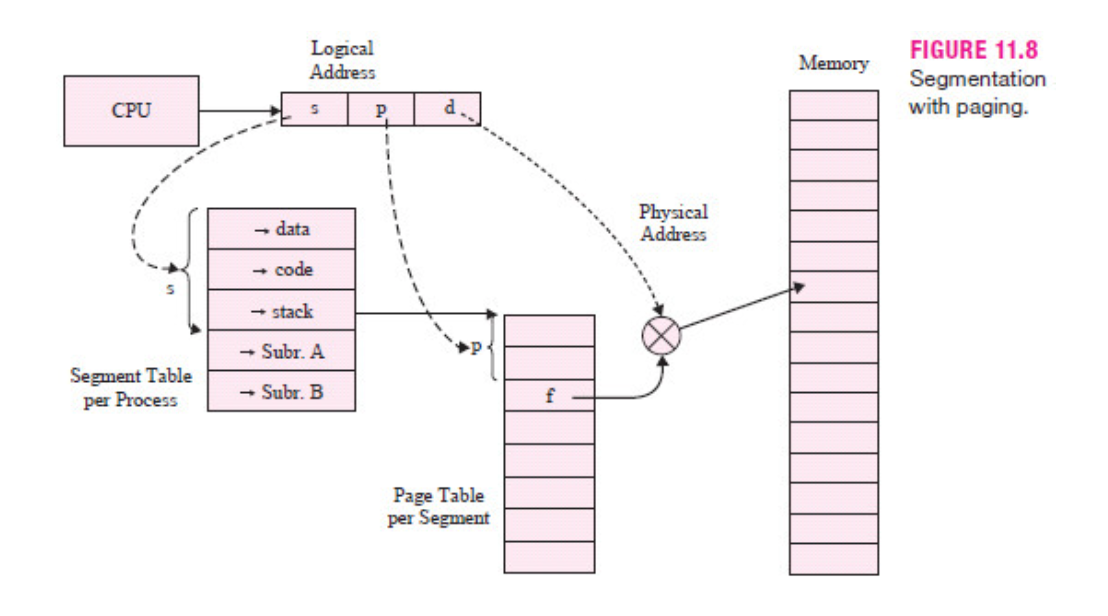 FIGURE 11.8
Segmentation
with paging.
Logical
Address
Memory
CPU
s
p
d
Physical
Address
→ data
→ code
→ stack
→ Subr. A
→ Subr. B
s
Segment Table
per Process
p
f
Page Table
per Segment